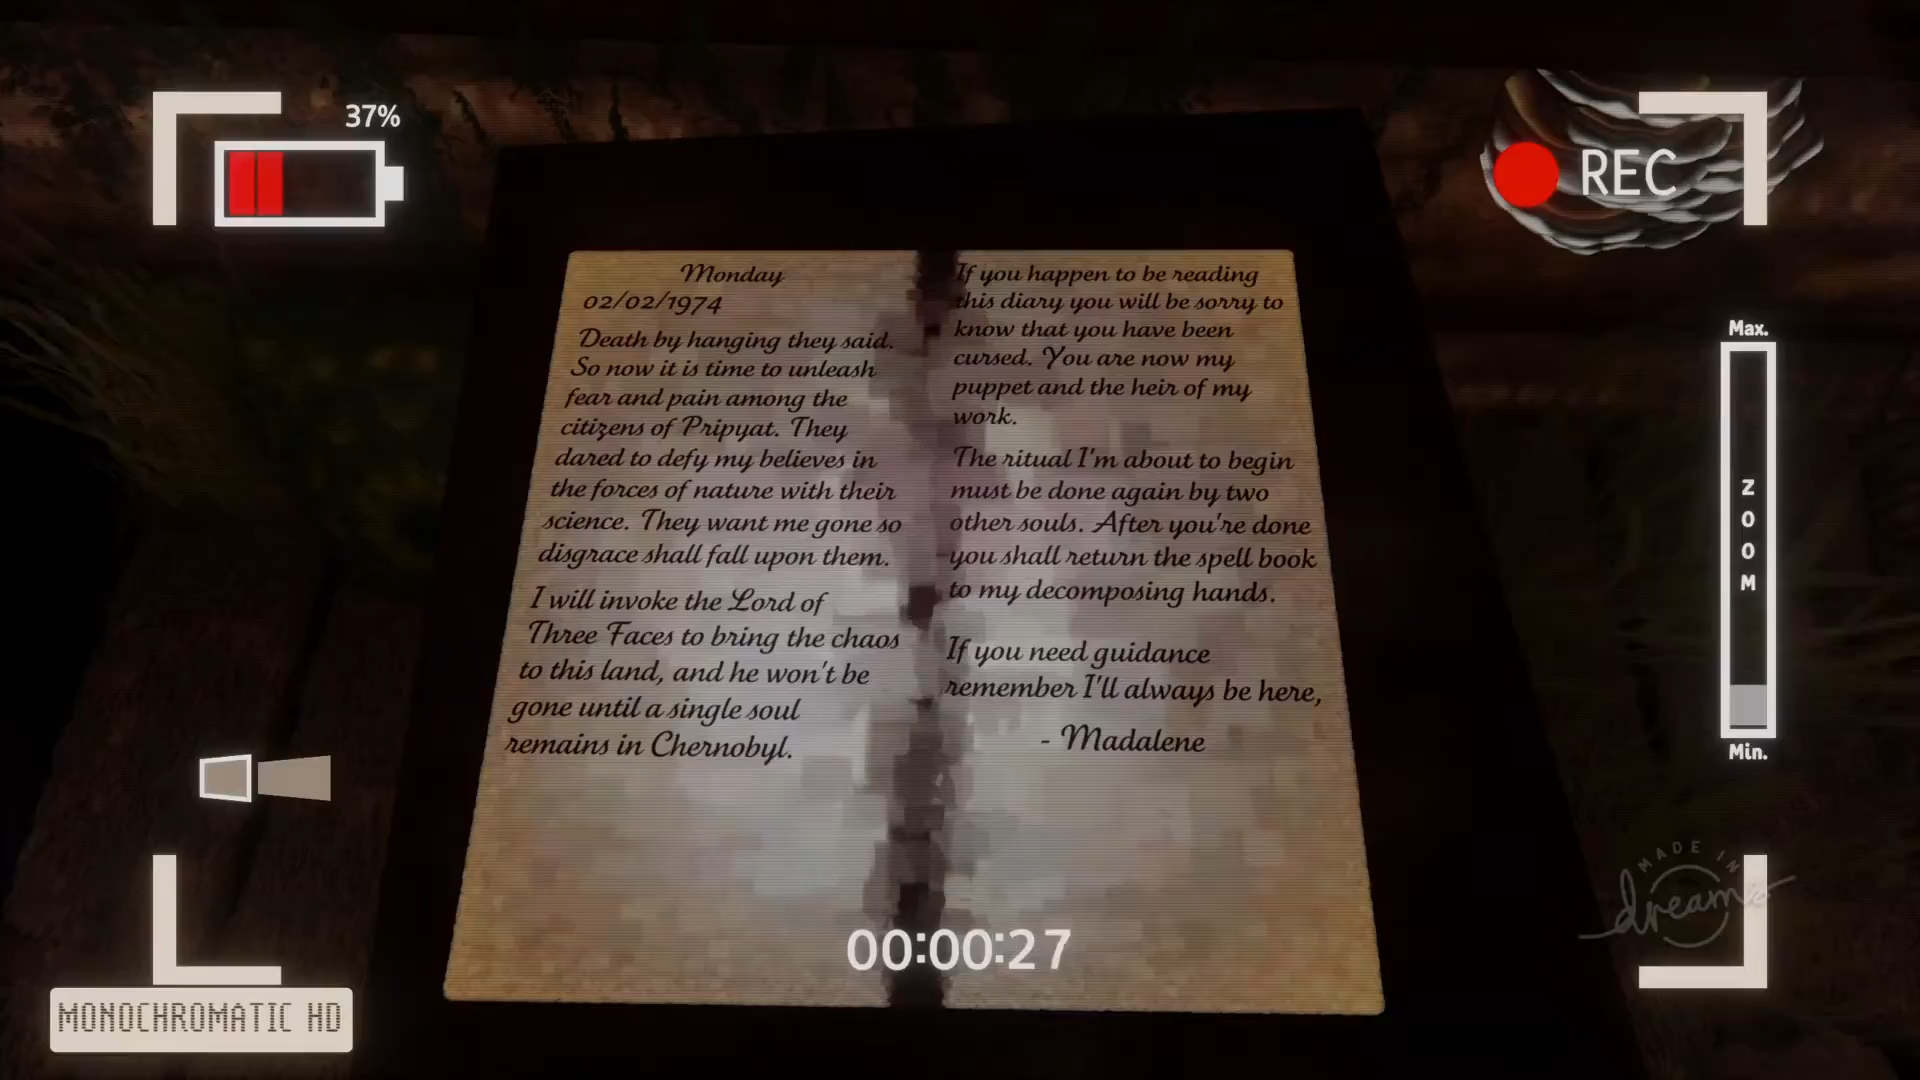 37%
REC
Monday
02/02/1974
Death by hanging they said.
So now it is time to unleash
fear and pain among the
citizens of Pripyat. They
dared to defy my believes in
the forces of nature with their
science. They want me gone so
disgrace shall fall upon them.
I will invoke the Lord of
Three Faces to bring the chaos
to this land, and he won't be
gone until a single soul
remains in Chernobyl.
If you happen to be reading
this diary you will be sorry to
know that you have been
cursed. You are now my
puppet and the heir of my
work.
The ritual I'm about to begin
must be done again by two
other souls. After you're done
you shall return the spell book
to my decomposing hands.
If you need guidance
remember I'll always be here,
- Madalene
Max.
ZOOM
Min.
MADE IN
dreams
00:00:27
MONOCHROMATIC HD